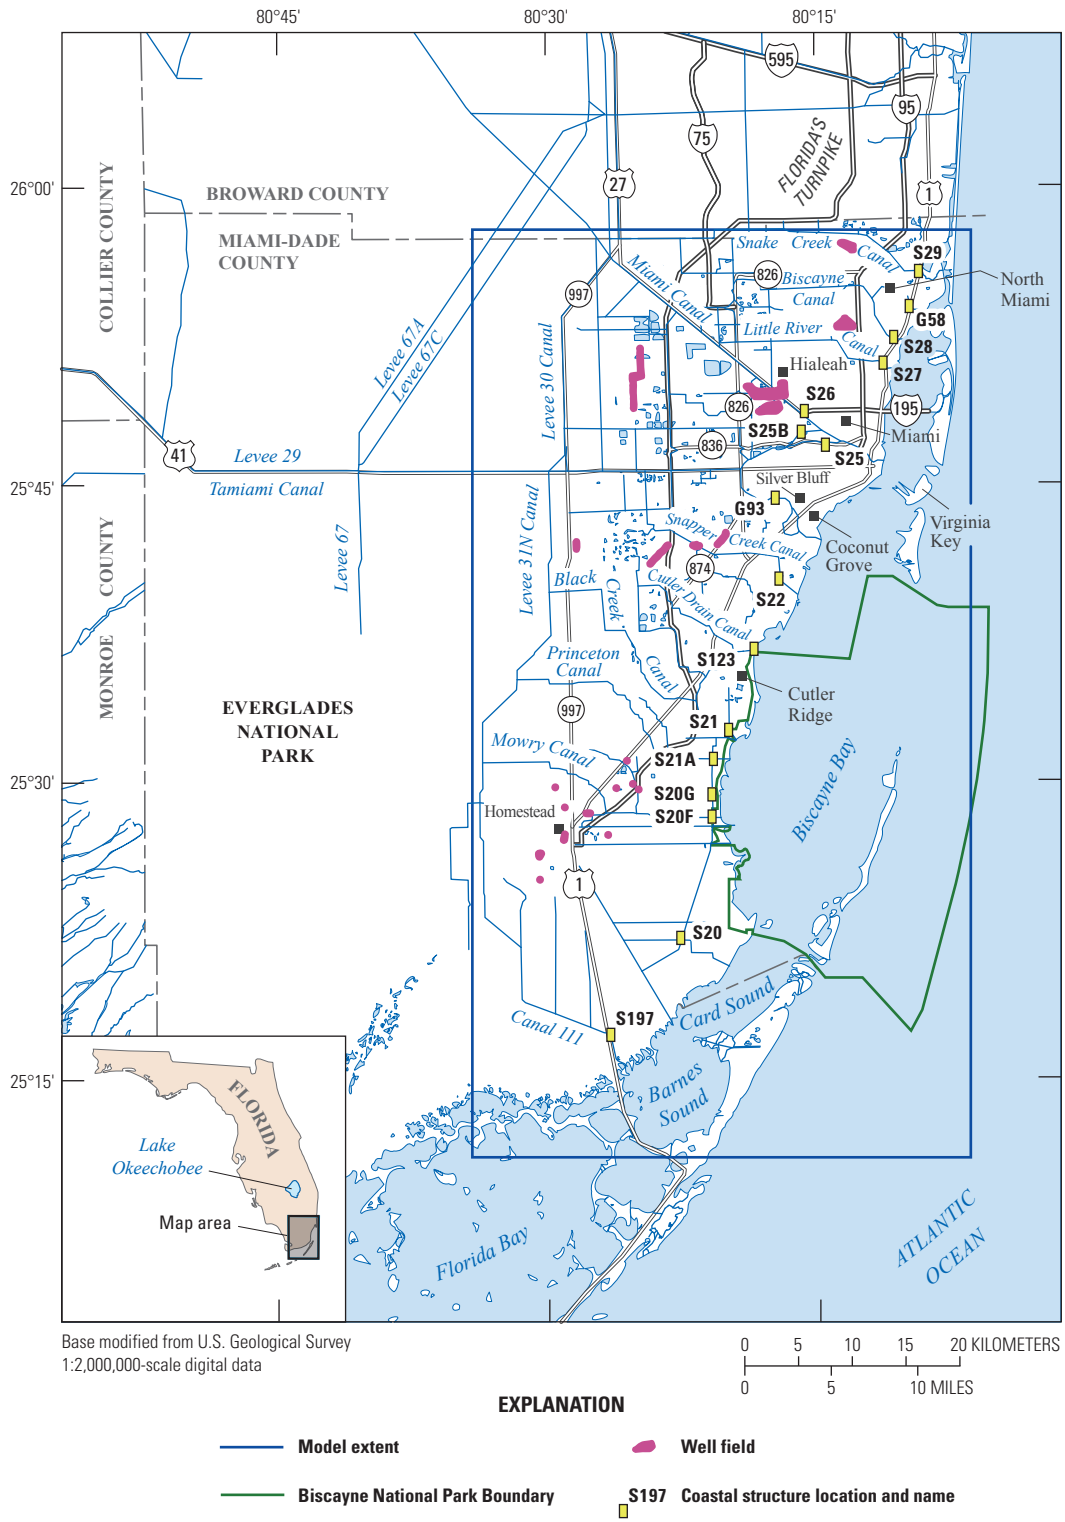 80°45'
80°30'
80°15'
595
95
75
FLORIDA'S
TURNPIKE
27
1
26°00'
COLLIER COUNTY
BROWARD COUNTY
MIAMI-DADE
COUNTY
Snake Creek Canal
S29
826
Biscayne
Canal
North
Miami
997
Miami Canal
G58
Levee 67A
Levee 67C
Levee 30 Canal
Little River Canal
S28
S27
Hialeah
S26
826
195
S25B
Miami
836
S25
41
Levee 29
Tamiami Canal
25°45'
Silver Bluff
G93
Virginia
Key
Levee 31N Canal
Snapper Creek Canal
Coconut
Grove
Levee 67
MONROE COUNTY
874
Black Creek Canal
Cutler Drain Canal
S22
S123
Princeton
Canal
Cutler
Ridge
997
EVERGLADES
NATIONAL
PARK
S21
Mowry Canal
S21A
Biscayne Bay
25°30'
S20G
Homestead
S20F
1
S20
Card Sound
S197
Canal 111
25°15'
Barnes
Sound
FLORIDA
Lake
Okeechobee
Map area
Florida Bay
ATLANTIC
OCEAN
Base modified from U.S. Geological Survey
1:2,000,000-scale digital data
0 5 10 15 20 KILOMETERS
0 5 10 MILES
EXPLANATION
Model extent
Well field
Biscayne National Park Boundary
S197 Coastal structure location and name